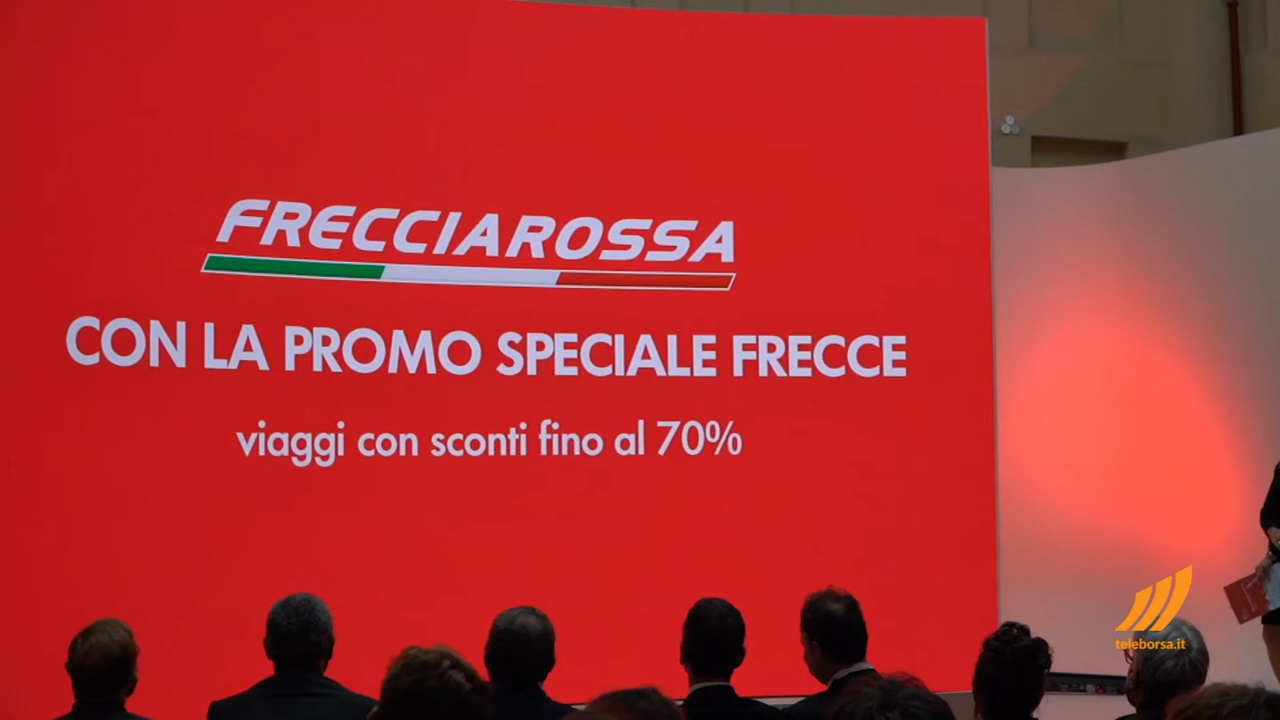 FRECCIAROSSA
CON LA PROMO SPECIALE FRECCE
viaggi con sconti fino al 70%
teleborsa.it